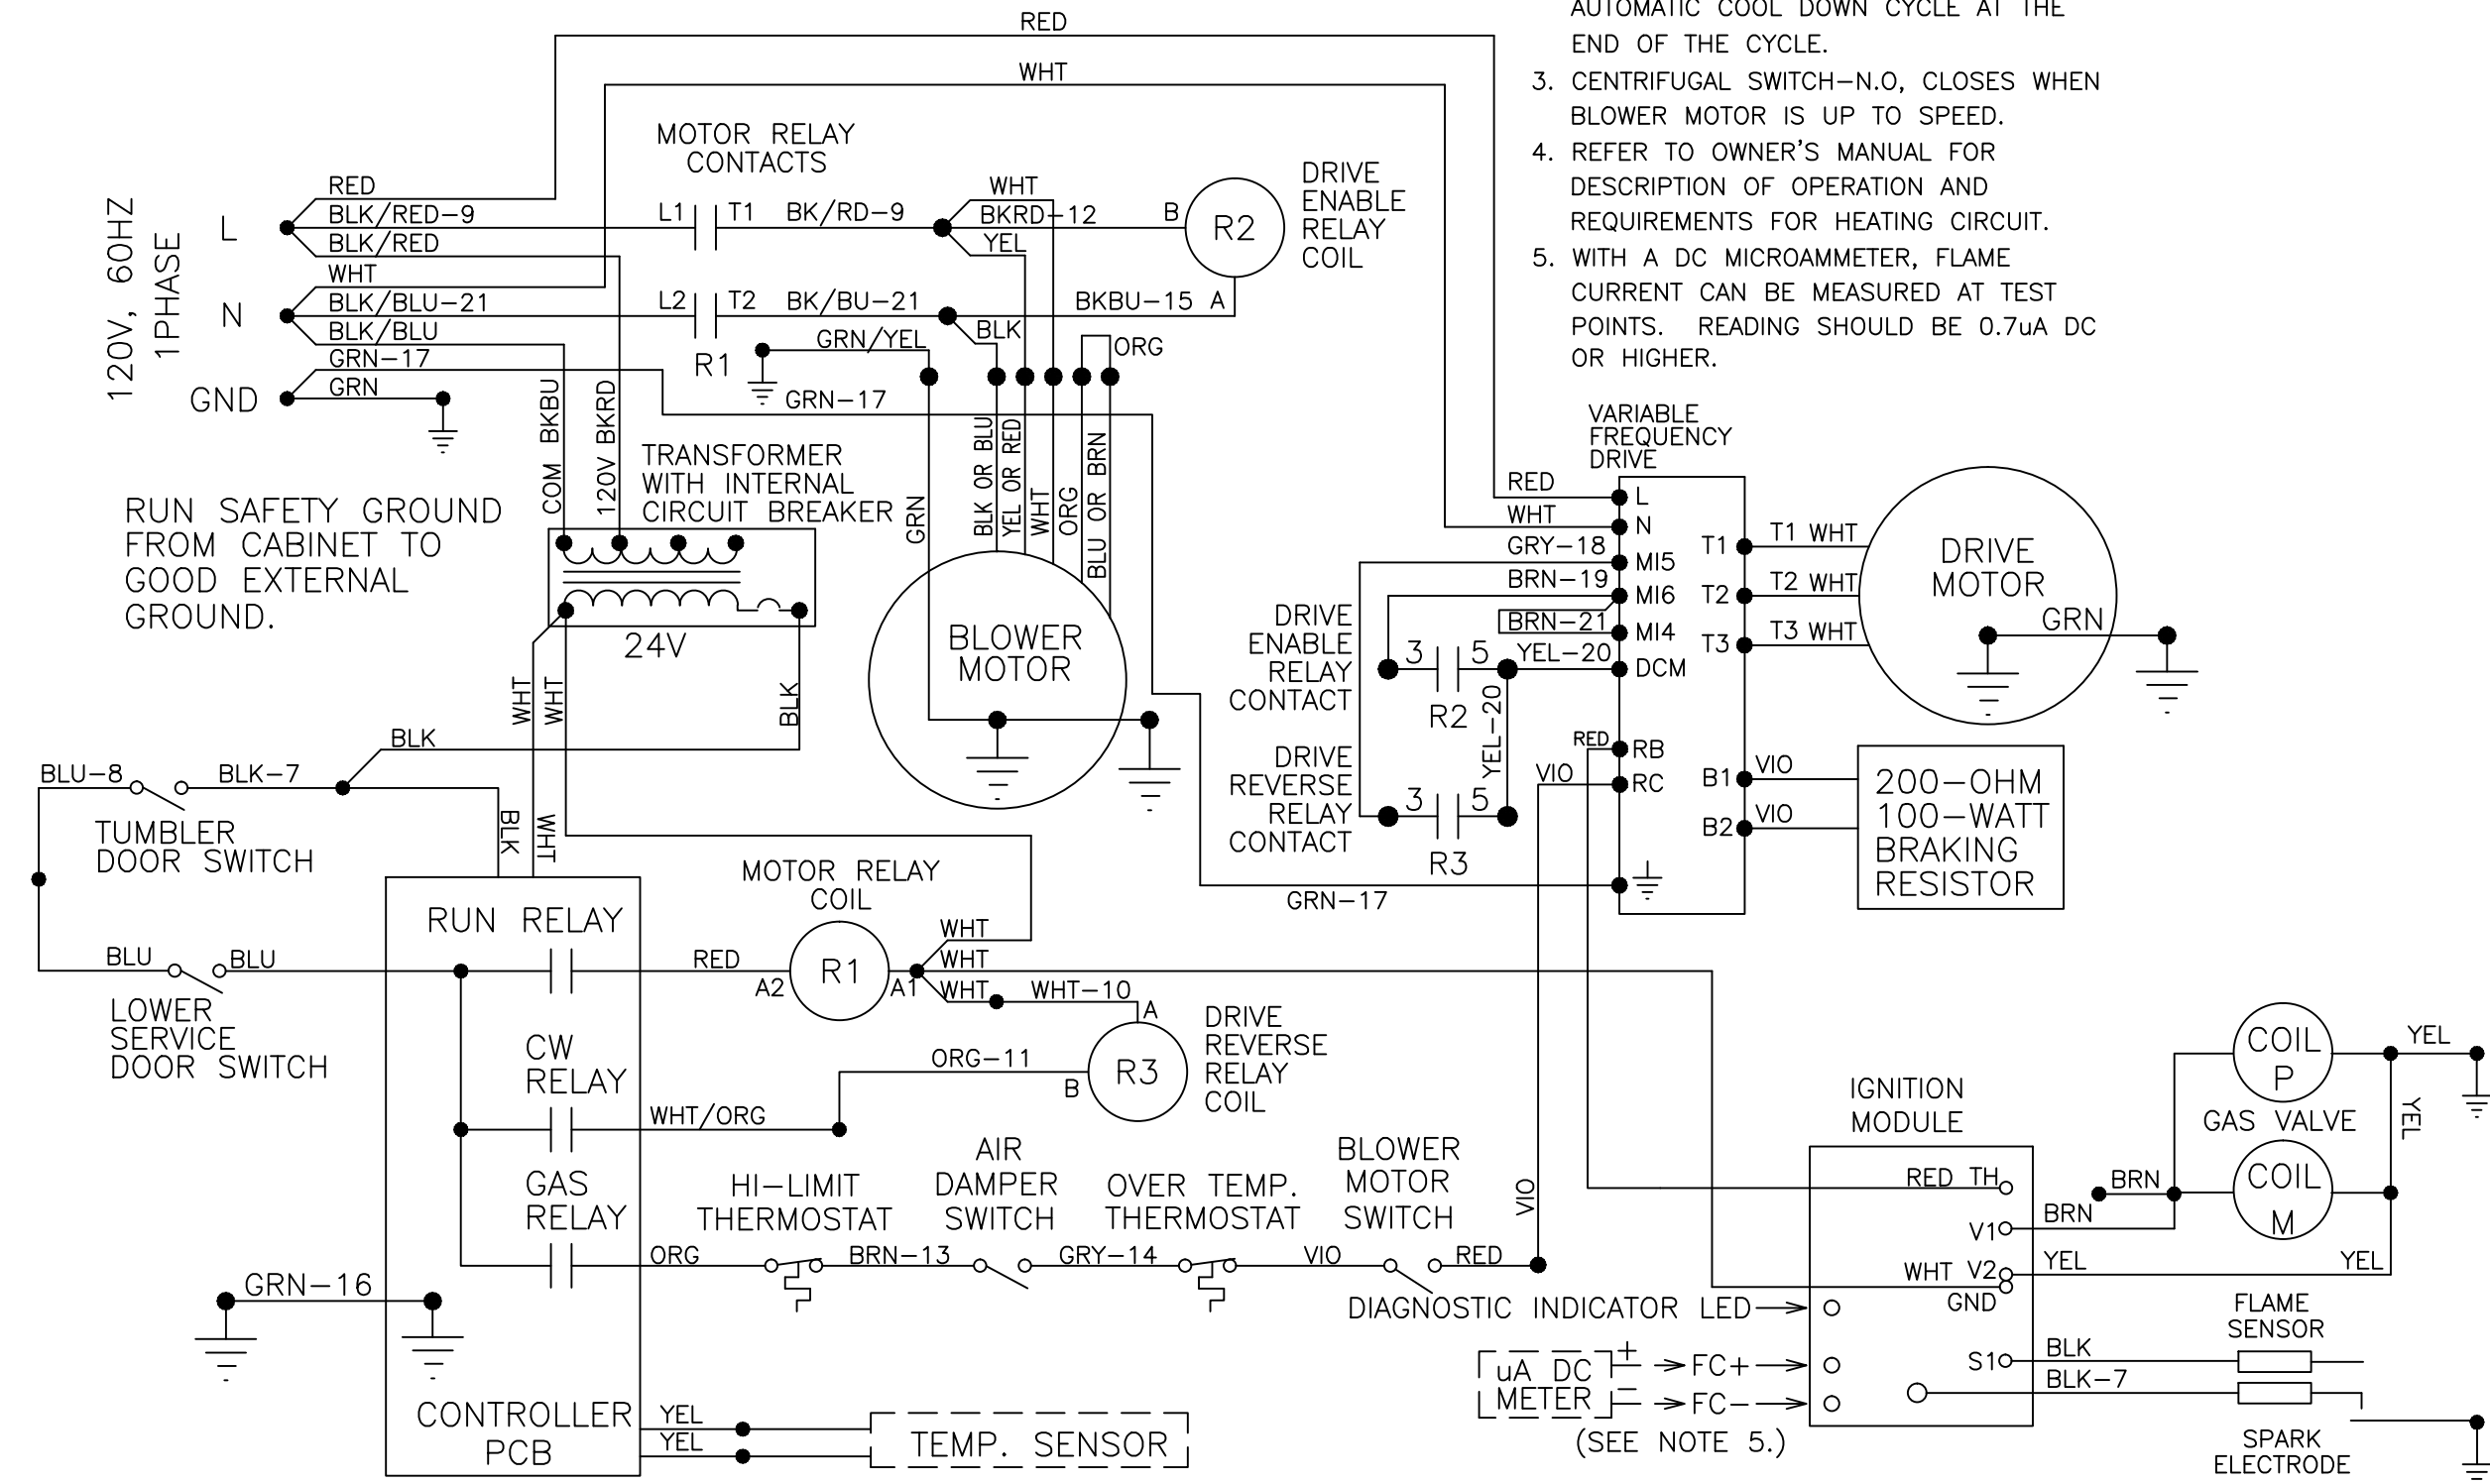 AUTOMATIC COOL DOWN CYCLE AT THE
END OF THE CYCLE.
3. CENTRIFUGAL SWITCH-N.O, CLOSES WHEN
BLOWER MOTOR IS UP TO SPEED.
4. REFER TO OWNER'S MANUAL FOR
DESCRIPTION OF OPERATION AND
REQUIREMENTS FOR HEATING CIRCUIT.
5. WITH A DC MICROAMMETER, FLAME
CURRENT CAN BE MEASURED AT TEST
POINTS. READING SHOULD BE 0.7uA DC
OR HIGHER.
RED
WHT
120V, 60HZ
1PHASE
L
N
GND
RED
BLK/RED-9
BLK/RED
WHT
BLK/BLU-21
BLK/BLU
GRN-17
GRN
MOTOR RELAY
CONTACTS
L1
T1
BK/RD-9
L2
T2
BK/BU-21
R1
WHT
BKRD-12
YEL
B
R2
DRIVE
ENABLE
RELAY
COIL
BKBU-15
A
BLK
GRN/YEL
ORG
GRN-17
COM BKBU
120V BKRD
TRANSFORMER
WITH INTERNAL
CIRCUIT BREAKER
24V
GRN
BLK OR BLU
YEL OR RED
WHT
ORG
BLU OR BRN
BLOWER
MOTOR
RUN SAFETY GROUND
FROM CABINET TO
GOOD EXTERNAL
GROUND.
WHT
WHT
BLK
BLK
BLU-8
BLK-7
TUMBLER
DOOR SWITCH
BLK
WHT
BLU
BLU
LOWER
SERVICE
DOOR SWITCH
RUN RELAY
CW
RELAY
GAS
RELAY
CONTROLLER
PCB
GRN-16
MOTOR RELAY
COIL
RED
A2
R1
A1
WHT
WHT
WHT
WHT-10
A
R3
B
ORG-11
DRIVE
REVERSE
RELAY
COIL
WHT/ORG
ORG
HI-LIMIT
THERMOSTAT
BRN-13
AIR
DAMPER
SWITCH
GRY-14
OVER TEMP.
THERMOSTAT
VIO
BLOWER
MOTOR
SWITCH
RED
VIO
YEL
YEL
TEMP. SENSOR
VARIABLE
FREQUENCY
DRIVE
RED
L
WHT
N
GRY-18
MI5
BRN-19
MI6
BRN-21
MI4
YEL-20
DCM
RED
RB
VIO
RC
T1
T2
T3
B1
B2
T1 WHT
T2 WHT
T3 WHT
DRIVE
MOTOR
GRN
VIO
VIO
200-OHM
100-WATT
BRAKING
RESISTOR
DRIVE
ENABLE
RELAY
CONTACT
3
5
R2
YEL-20
DRIVE
REVERSE
RELAY
CONTACT
3
5
R3
GRN-17
IGNITION
MODULE
RED TH
V1
WHT V2
GND
S1
BRN
BRN
YEL
YEL
BLK
BLK-7
COIL
P
GAS VALVE
COIL
M
YEL
YEL
FLAME
SENSOR
SPARK
ELECTRODE
DIAGNOSTIC INDICATOR LED
uA DC
METER
+
-
FC+
FC-
(SEE NOTE 5.)